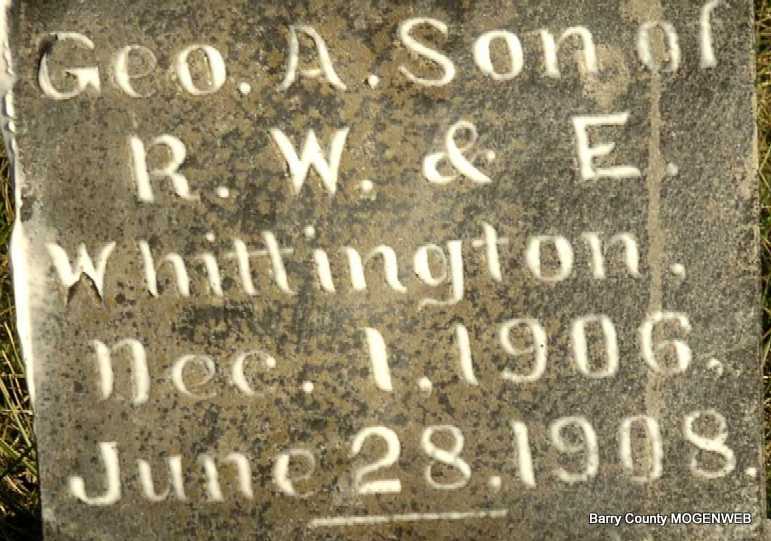 Geo. A. Son of
R. W. & E.
Whittington.
Dec. 1, 1906,
June 28, 1908.
Barry County MOGENWEB